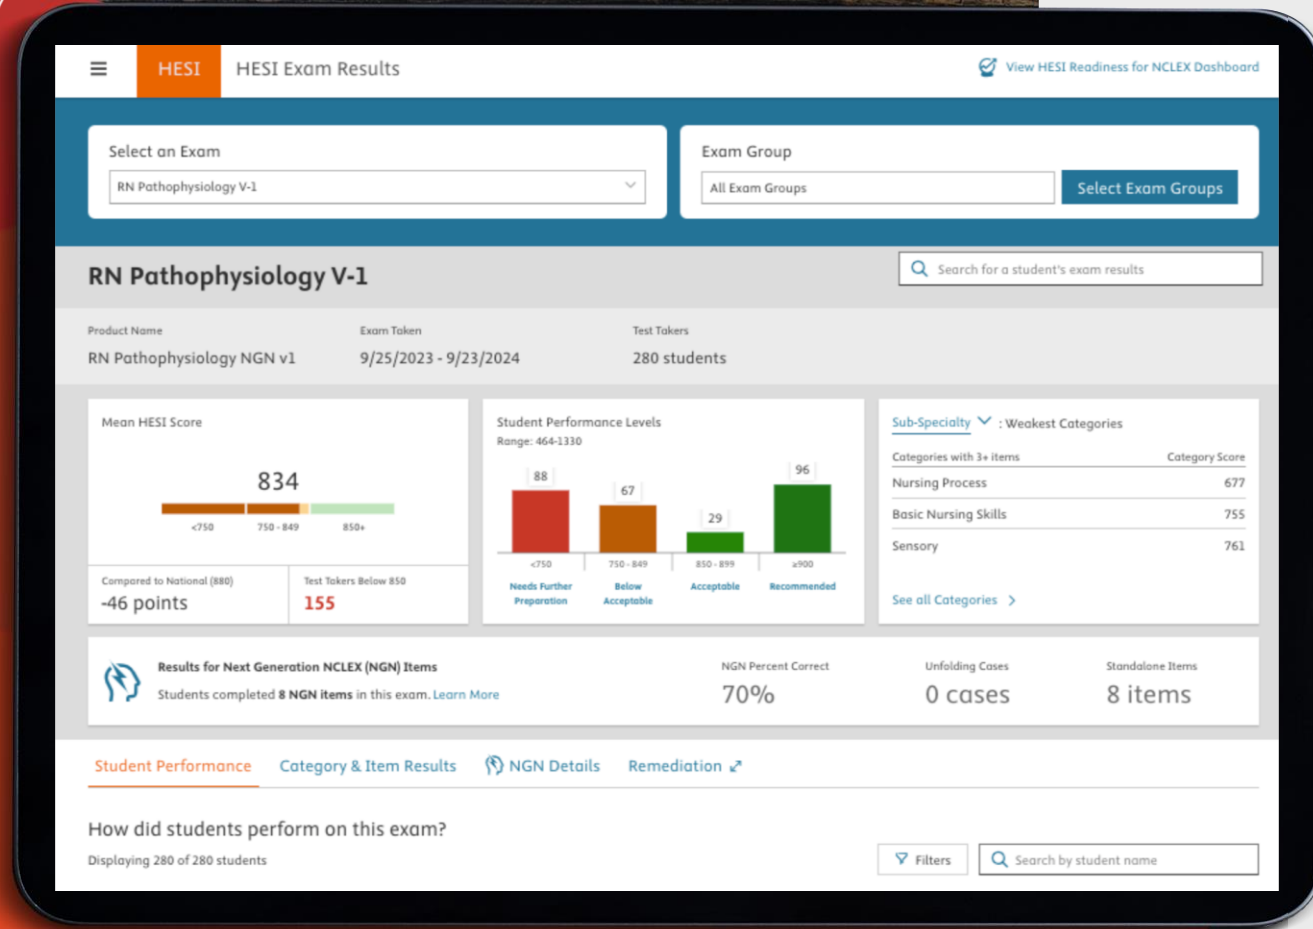 HESI
HESI Exam Results
View HESI Readiness for NCLEX Dashboard
Select an Exam
RN Pathophysiology V-1
Exam Group
All Exam Groups
Select Exam Groups
RN Pathophysiology V-1
Search for a student's exam results
Product Name
RN Pathophysiology NGN v1
Exam Taken
9/25/2023 - 9/23/2024
Test Takers
280 students
Mean HESI Score
834
<750
750 - 849
850+
Compared to National (880)
-46 points
Test Takers Below 850
155
Student Performance Levels
Range: 464-1330
88
67
29
96
<750
750 - 849
850 - 899
≥900
Needs Further
Preparation
Below
Acceptable
Acceptable
Recommended
Sub-Specialty : Weakest Categories
Categories with 3+ items Category Score
Nursing Process 677
Basic Nursing Skills 755
Sensory 761
See all Categories
Results for Next Generation NCLEX (NGN) Items
Students completed 8 NGN items in this exam. Learn More
NGN Percent Correct
70%
Unfolding Cases
0 cases
Standalone Items
8 items
Student Performance
Category & Item Results
NGN Details
Remediation
How did students perform on this exam?
Displaying 280 of 280 students
Filters
Search by student name